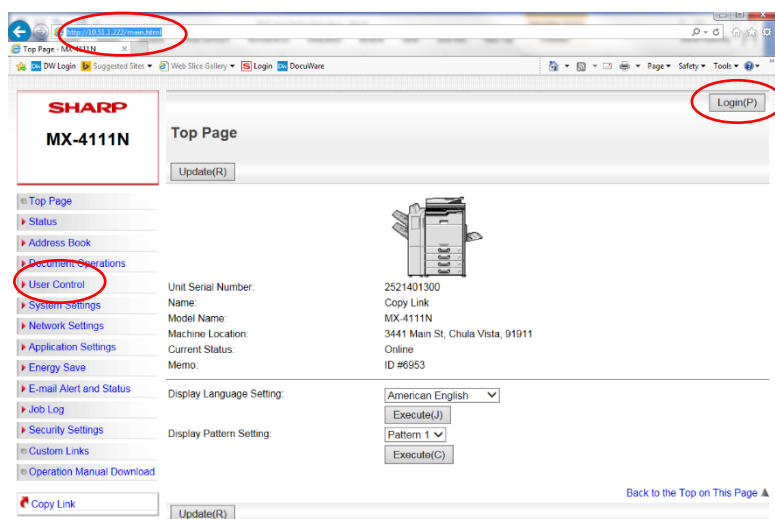 http://10.51.1.222/main.html
Top Page - MX-4111N
DW Login Suggested Sites Web Slice Gallery Login DocuWare Page Safety Tools
SHARP
MX-4111N
Login(P)
Top Page
Update(R)
Top Page
Status
Address Book
Document Operations
User Control
System Settings
Network Settings
Application Settings
Energy Save
E-mail Alert and Status
Job Log
Security Settings
Custom Links
Operation Manual Download
Copy Link
Unit Serial Number: 2521401300
Name: Copy Link
Model Name: MX-4111N
Machine Location: 3441 Main St, Chula Vista, 91911
Current Status: Online
Memo: ID #6953
Display Language Setting: American English
Execute(J)
Display Pattern Setting: Pattern 1
Execute(C)
Back to the Top on This Page
Update(R)